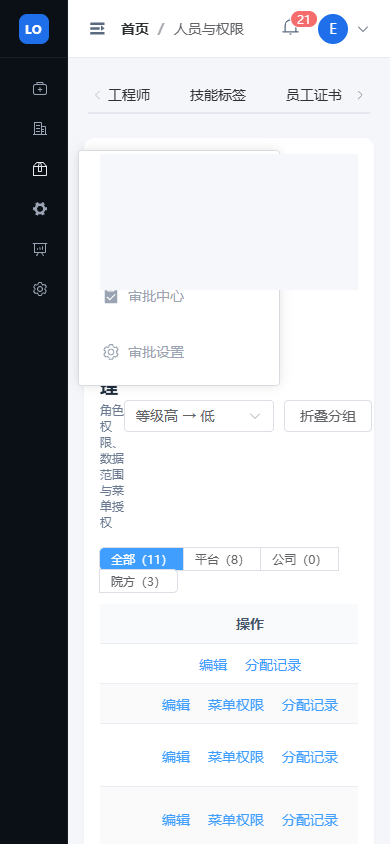 LO
首页 / 人员与权限
21
E
工程师 技能标签 员工证书
审批中心
审批设置
理
角色
权
限、
数据
范围
与菜
单授
权
等级高 → 低
折叠分组
全部（11） 平台（8） 公司（0）
院方（3）
操作
编辑 分配记录
编辑 菜单权限 分配记录
编辑 菜单权限 分配记录
编辑 菜单权限 分配记录